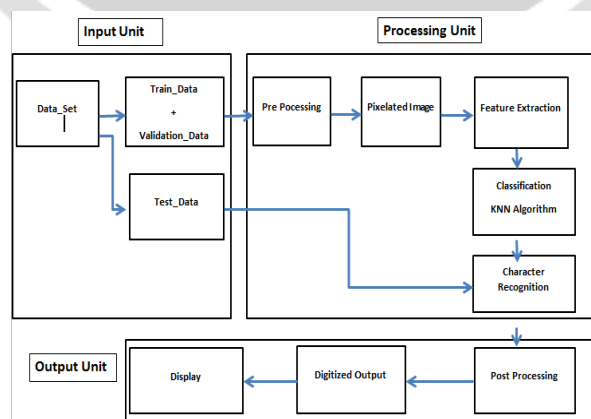 Input Unit
Processing Unit
Data_Set
Train_Data
+
Validation_Data
Test_Data
Pre Pocessing
Pixelated Image
Feature Extraction
Classification
KNN Algorithm
Character
Recognition
Output Unit
Display
Digitized Output
Post Processing